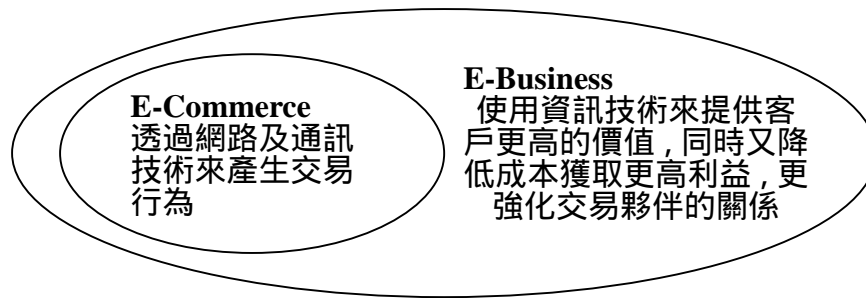 E-Commerce
透過網路及通訊
技術來產生交易
行為
E-Business
使用資訊技術來提供客
戶更高的價值 , 同時又降
低成本獲取更高利益 , 更
強化交易夥伴的關係